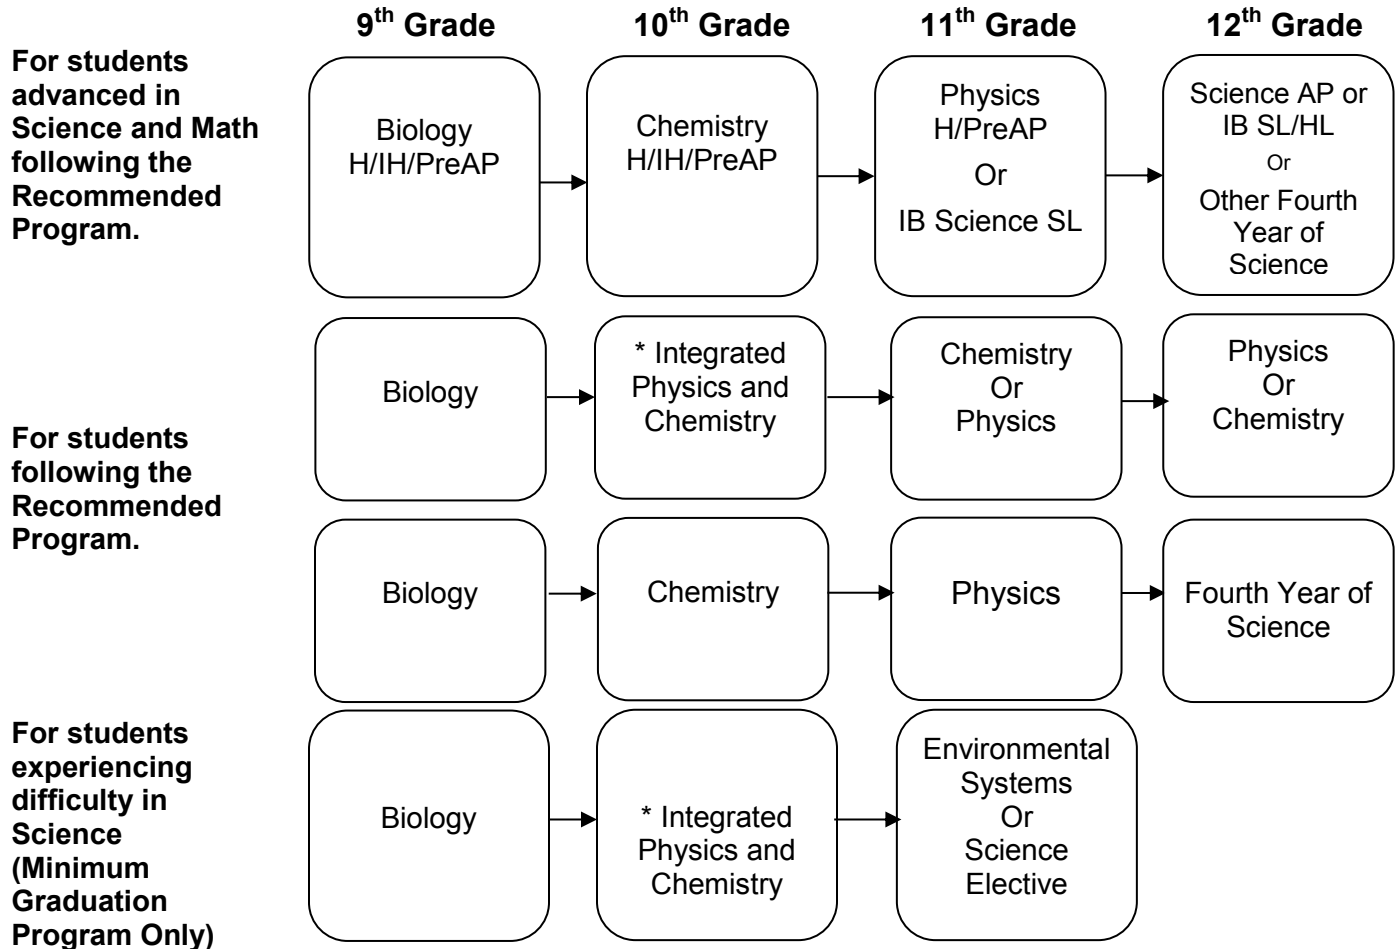 9th Grade
10th Grade
11th Grade
12th Grade
For students
advanced in
Science and Math
following the
Recommended
Program.
Biology
H/IH/PreAP
Chemistry
H/IH/PreAP
Physics
H/PreAP
Or
IB Science SL
Science AP or
IB SL/HL
Or
Other Fourth
Year of
Science
For students
following the
Recommended
Program.
Biology
* Integrated
Physics and
Chemistry
Chemistry
Or
Physics
Physics
Or
Chemistry
Biology
Chemistry
Physics
Fourth Year of
Science
For students
experiencing
difficulty in
Science
(Minimum
Graduation
Program Only)
Biology
* Integrated
Physics and
Chemistry
Environmental
Systems
Or
Science
Elective